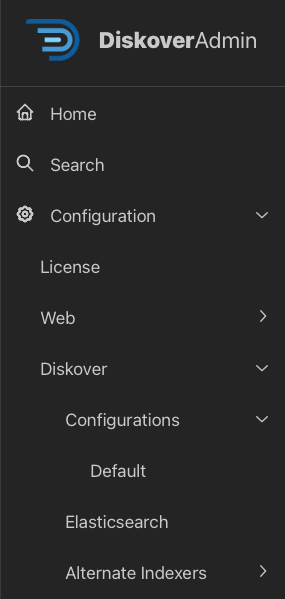 DiskoverAdmin
Home
Search
Configuration
License
Web
Diskover
Configurations
Default
Elasticsearch
Alternate Indexers